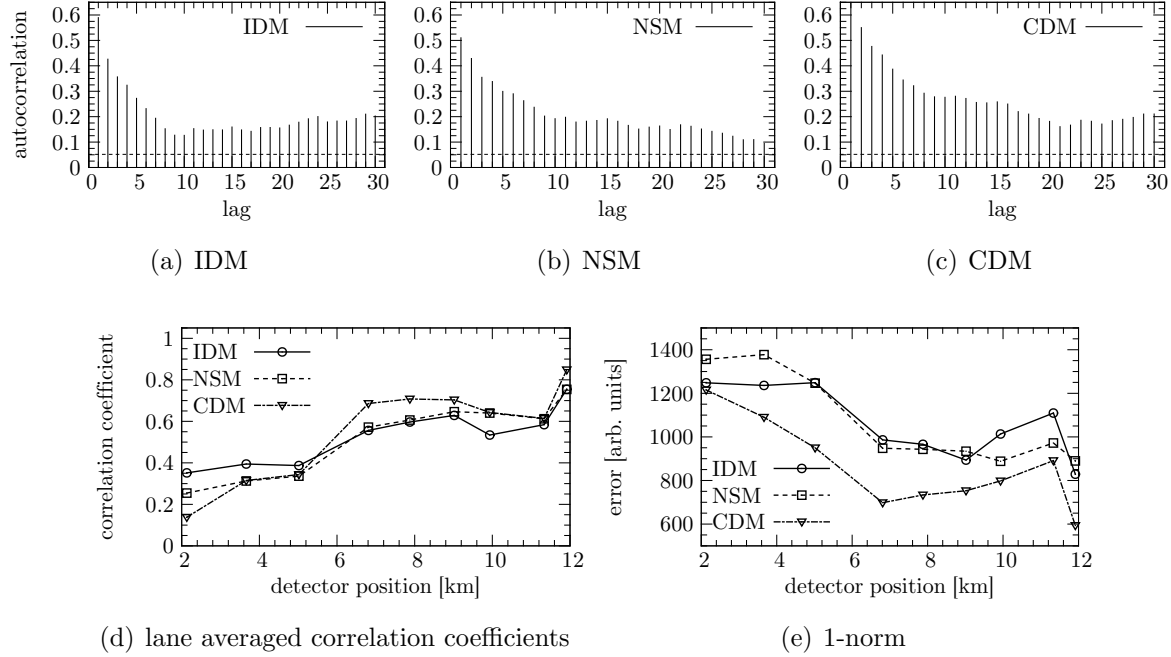 autocorrelation
0.6
0.5
0.4
0.3
0.2
0.1
0
0 5 10 15 20 25 30
lag
IDM
(a) IDM
0.6
0.5
0.4
0.3
0.2
0.1
0
0 5 10 15 20 25 30
lag
NSM
(b) NSM
0.6
0.5
0.4
0.3
0.2
0.1
0
0 5 10 15 20 25 30
lag
CDM
(c) CDM
correlation coefficient
1
0.8
0.6
0.4
0.2
0
2 4 6 8 10 12
detector position [km]
IDM
NSM
CDM
(d) lane averaged correlation coefficients
error [arb. units]
1400
1200
1000
800
600
2 4 6 8 10 12
detector position [km]
IDM
NSM
CDM
(e) 1-norm